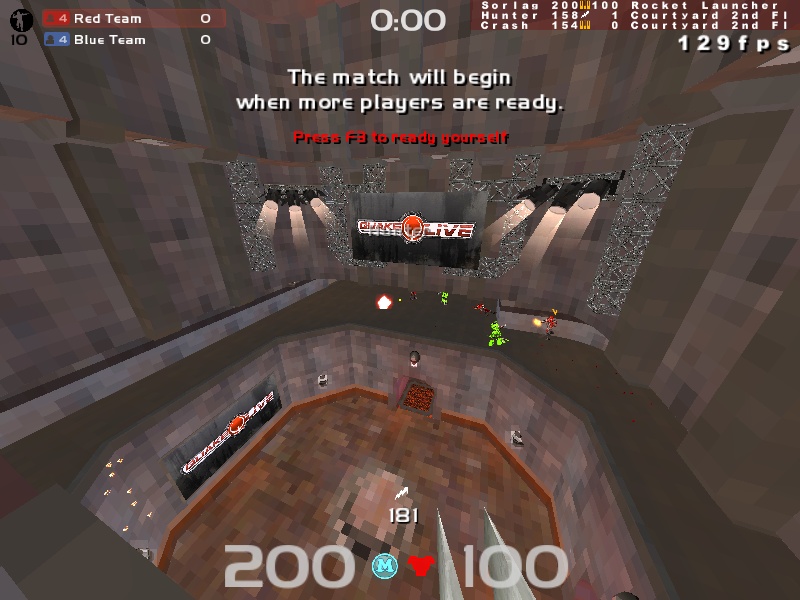 4 Red Team 0
10 4 Blue Team 0
0:00
Sorlag 200 100 Rocket Launcher
Hunter 158 1 Courtyard 2nd Fl
Crash 154 0 Courtyard 2nd Fl
129fps
The match will begin
when more players are ready.
Press F3 to ready yourself
QUAKE LIVE
QUAKE LIVE
181
200 M 100